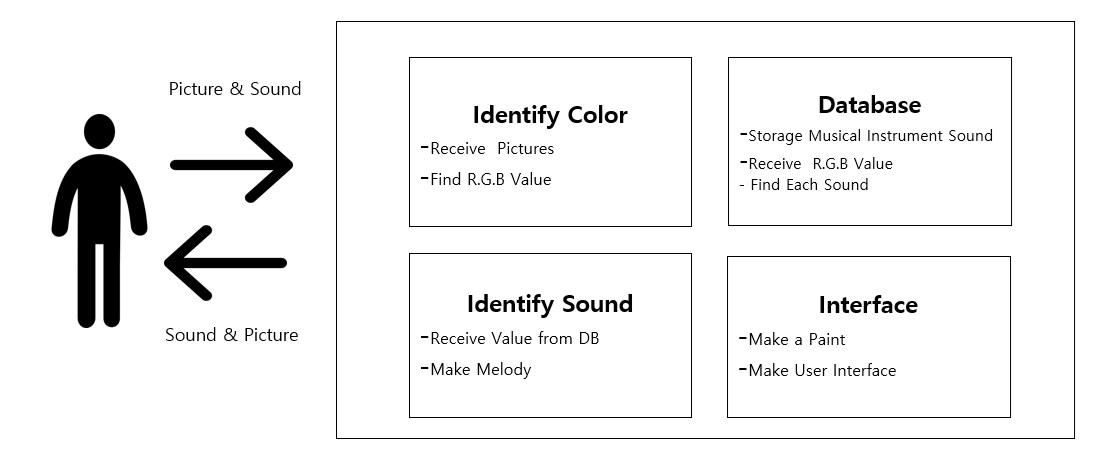 Picture & Sound
Sound & Picture
Identify Color
-Receive  Pictures
-Find R.G.B Value
Database
-Storage Musical Instrument Sound
-Receive  R.G.B Value
- Find Each Sound
Identify Sound
-Receive Value from DB
-Make Melody
Interface
-Make a Paint
-Make User Interface